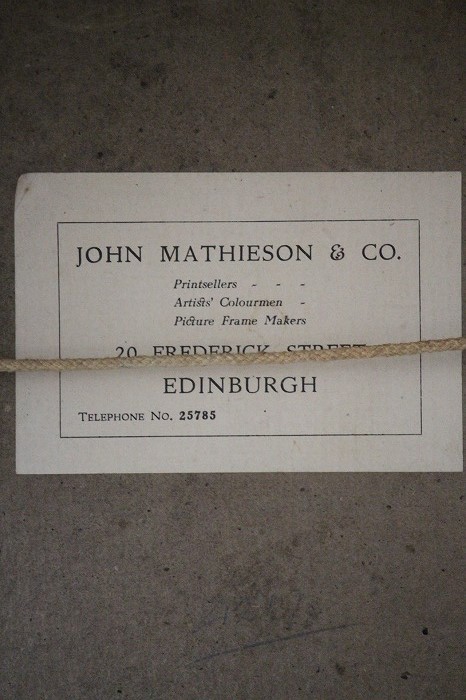 JOHN MATHIESON & CO.
Printsellers - - -
Artists' Colourmen -
Picture Frame Makers
20 FREDERICK STREET
EDINBURGH
TELEPHONE NO. 25785